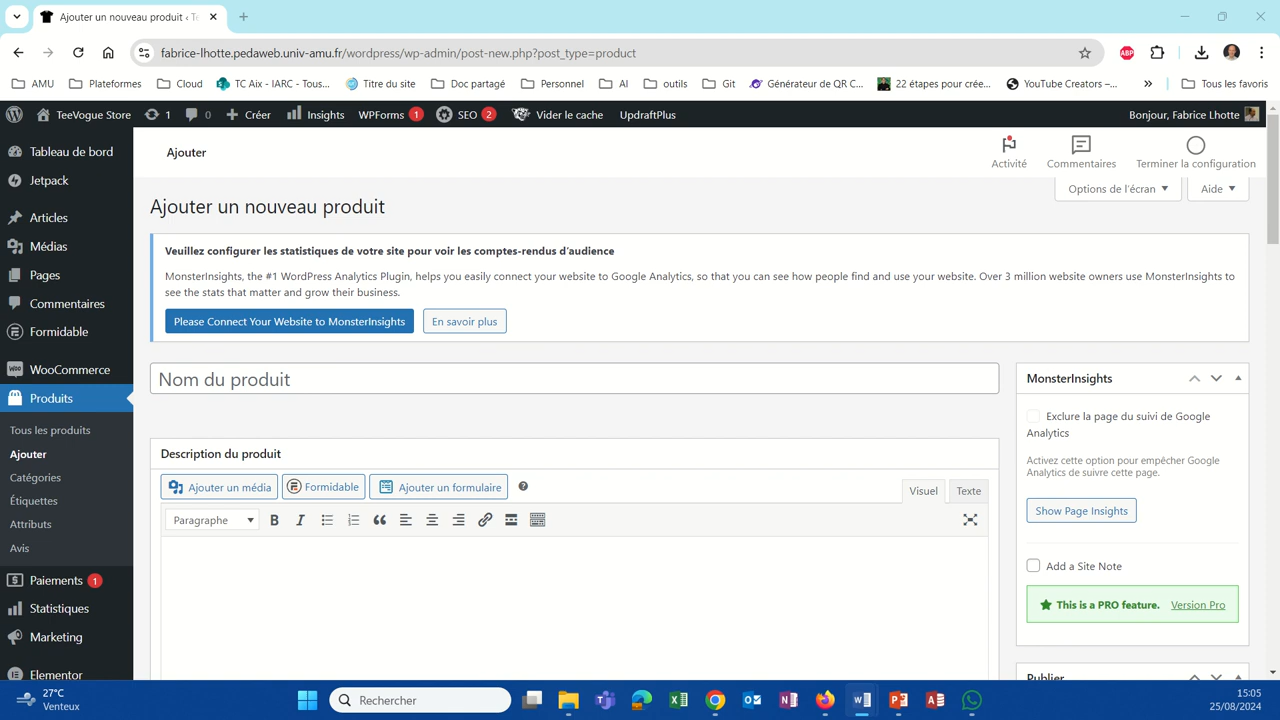 Ajouter un nouveau produit ‹ Te
fabrice-lhotte.pedaweb.univ-amu.fr/wordpress/wp-admin/post-new.php?post_type=product
ABP
AMU
Plateformes
Cloud
TC Aix - IARC - Tous...
Titre du site
Doc partagé
Personnel
AI
outils
Git
Générateur de QR C...
22 étapes pour crée...
YouTube Creators –...
»
Tous les favoris
TeeVogue Store
1
0
Créer
Insights
WPForms 1
SEO 2
Vider le cache
UpdraftPlus
Bonjour, Fabrice Lhotte
Tableau de bord
Jetpack
Articles
Médias
Pages
Commentaires
Formidable
WooCommerce
Produits
Tous les produits
Ajouter
Catégories
Étiquettes
Attributs
Avis
Paiements 1
Statistiques
Marketing
Elementor
Ajouter
Activité
Commentaires
Terminer la configuration
Options de l'écran
Aide
Ajouter un nouveau produit
Veuillez configurer les statistiques de votre site pour voir les comptes-rendus d'audience
MonsterInsights, the #1 WordPress Analytics Plugin, helps you easily connect your website to Google Analytics, so that you can see how people find and use your website. Over 3 million website owners use MonsterInsights to
see the stats that matter and grow their business.
Please Connect Your Website to MonsterInsights
En savoir plus
Nom du produit
Description du produit
Ajouter un média
Formidable
Ajouter un formulaire
Visuel
Texte
Paragraphe
B
I
MonsterInsights
Exclure la page du suivi de Google
Analytics
Activez cette option pour empêcher Google
Analytics de suivre cette page.
Show Page Insights
Add a Site Note
This is a PRO feature. Version Pro
Publier
27°C
Venteux
Rechercher
15:05
25/08/2024